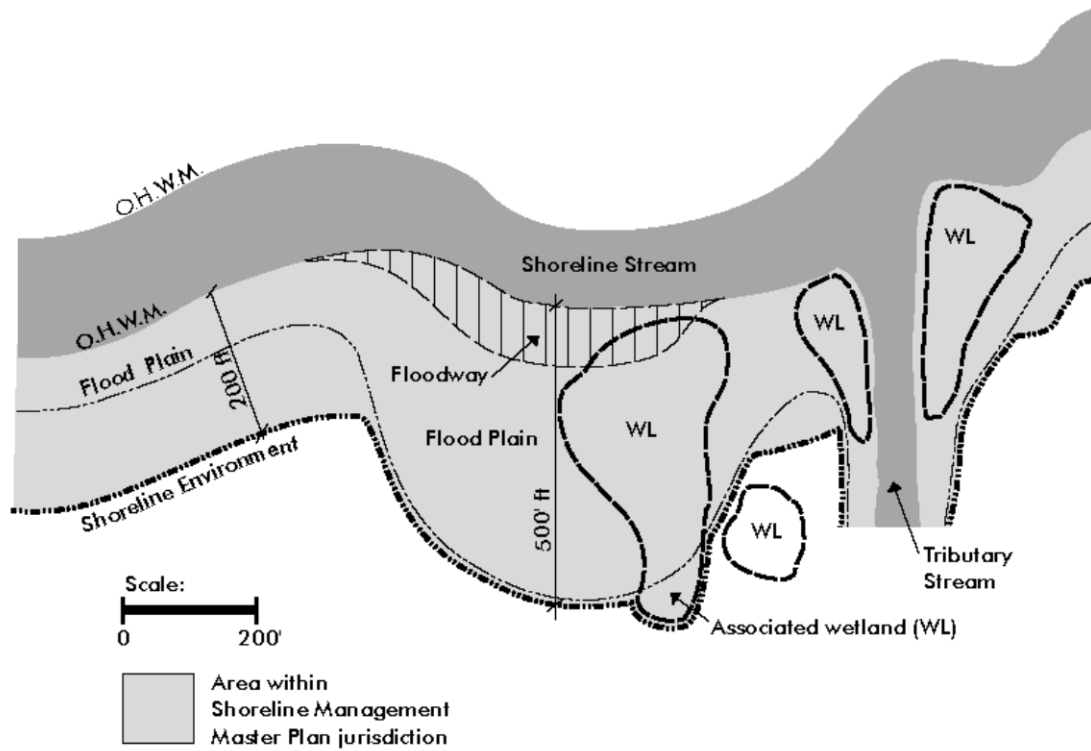 O.H.W.M.
WL
Shoreline Stream
O.H.W.M.
WL
Flood Plain
200 ft
Floodway
Flood Plain
WL
Shoreline Environment
500' ft
WL
Tributary
Stream
Scale:
0 200'
Associated wetland (WL)
Area within
Shoreline Management
Master Plan jurisdiction